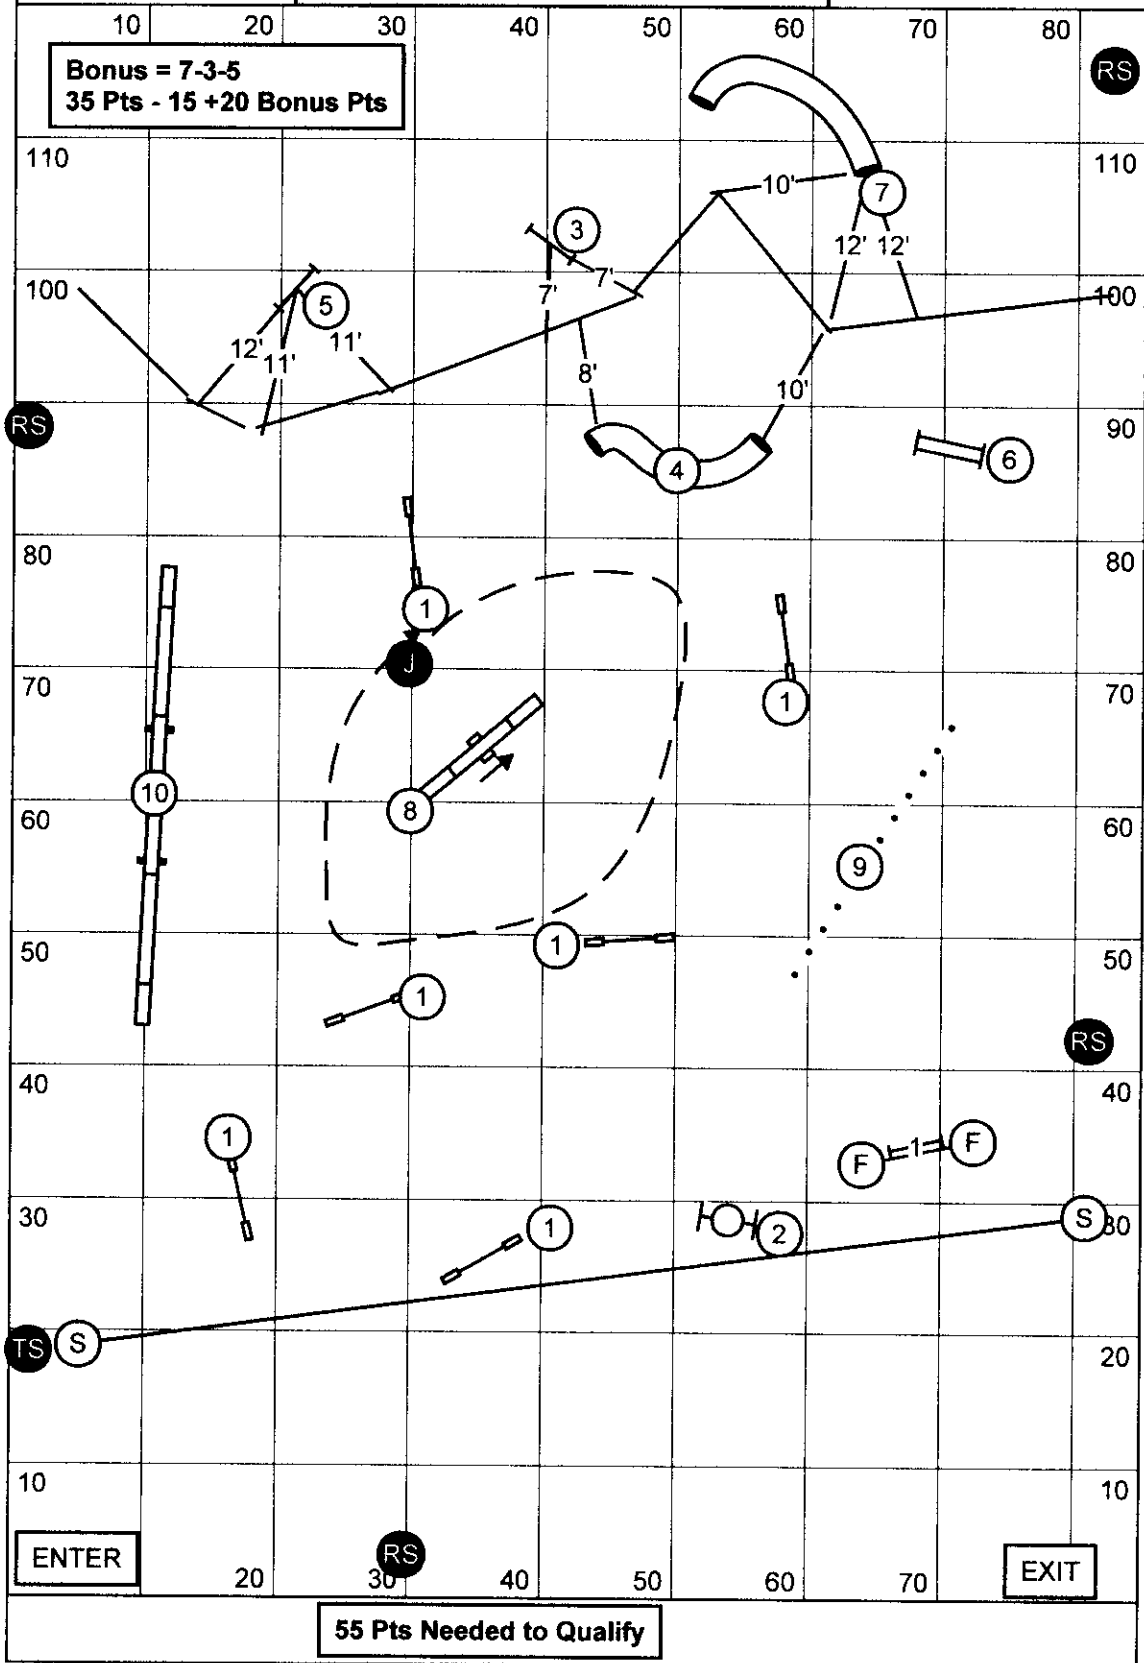 10 20 30 40 50 60 70 80
Bonus = 7-3-5
35 Pts - 15 +20 Bonus Pts
RS
110 110
10' 7
3
12' 12'
7' 7'
100 100
5
12' 11' 11'
8' 10'
RS 90
4 6
80 80
1
J
70 70
1
10
8
60 60
9
1
50 50
1
RS
40 40
1
F 1 F
30 1 2 S 30
TS S 20
10 10
ENTER RS EXIT
20 30 40 50 60 70
55 Pts Needed to Qualify